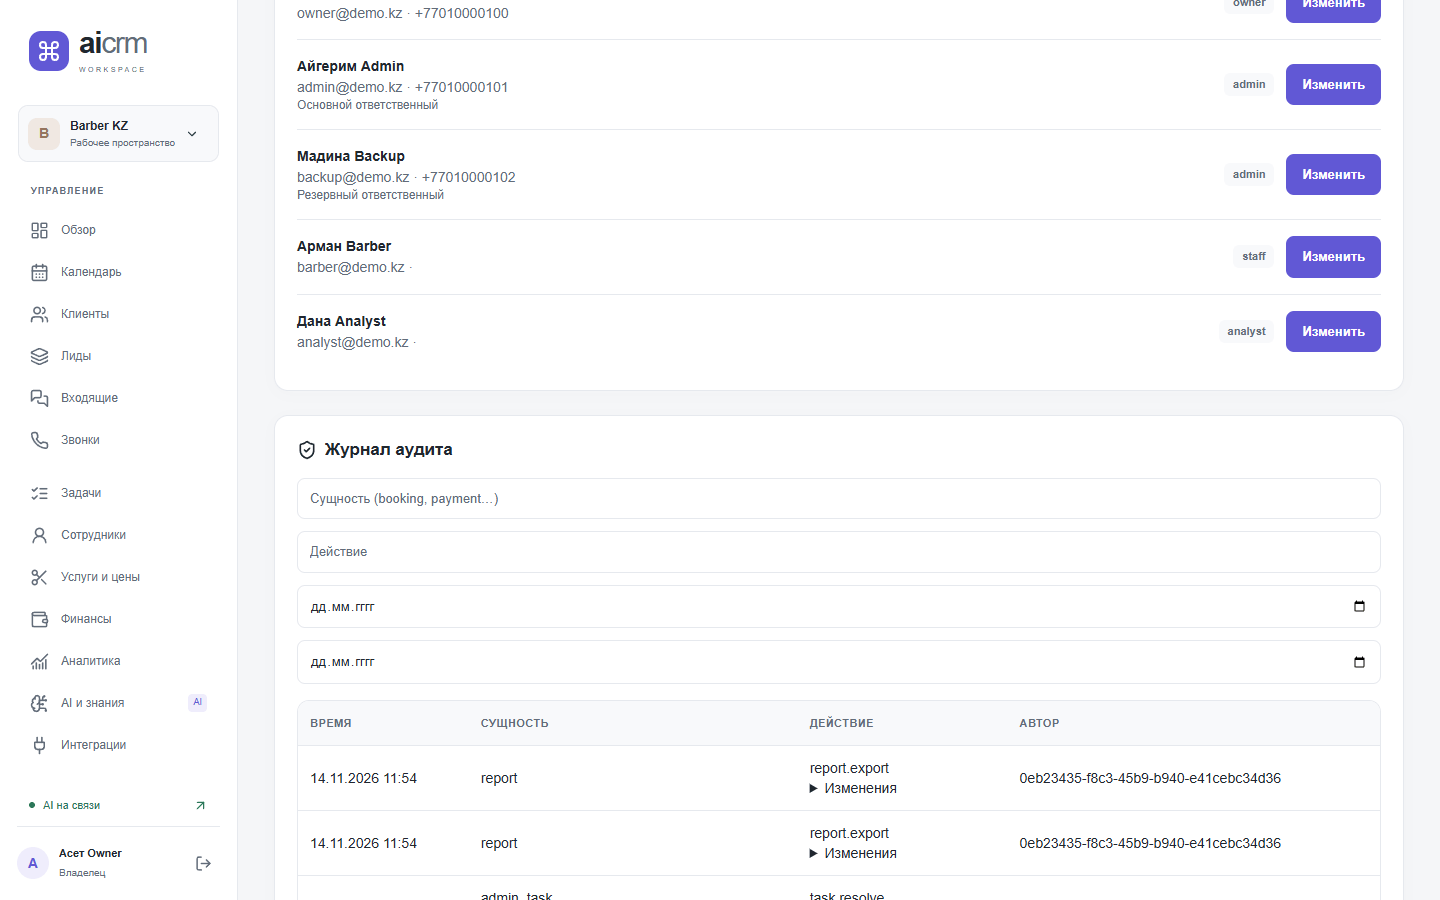 aicrm
WORKSPACE
B
Barber KZ
Рабочее пространство
УПРАВЛЕНИЕ
Обзор
Календарь
Клиенты
Лиды
Входящие
Звонки
Задачи
Сотрудники
Услуги и цены
Финансы
Аналитика
AI и знания
AI
Интеграции
AI на связи
A
Асет Owner
Владелец
owner@demo.kz · +77010000100
owner
Изменить
Айгерим Admin
admin@demo.kz · +77010000101
Основной ответственный
admin
Изменить
Мадина Backup
backup@demo.kz · +77010000102
Резервный ответственный
admin
Изменить
Арман Barber
barber@demo.kz ·
staff
Изменить
Дана Analyst
analyst@demo.kz ·
analyst
Изменить
Журнал аудита
Сущность (booking, payment...)
Действие
дд.мм.гггг
дд.мм.гггг
ВРЕМЯ СУЩНОСТЬ ДЕЙСТВИЕ АВТОР
14.11.2026 11:54 report report.export 0eb23435-f8c3-45b9-b940-e41cebc34d36
▶ Изменения
14.11.2026 11:54 report report.export 0eb23435-f8c3-45b9-b940-e41cebc34d36
▶ Изменения
admin_task task.resolve